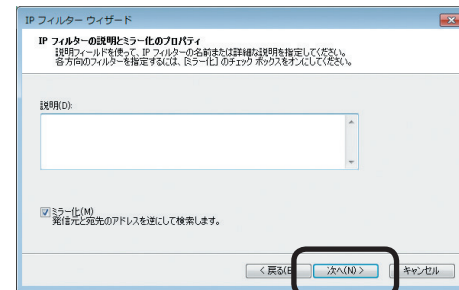 IP フィルター ウィザード
IP フィルターの説明とミラー化のプロパティ
説明フィールドを使って、IP フィルターの名前または詳細な説明を指定してください。
各方向のフィルターを指定するには、[ミラー化] のチェック ボックスをオンにしてください。
説明(D):
ミラー化(M)
発信元と宛先のアドレスを逆にして検索します。
< 戻る(B 次へ(N) > キャンセル